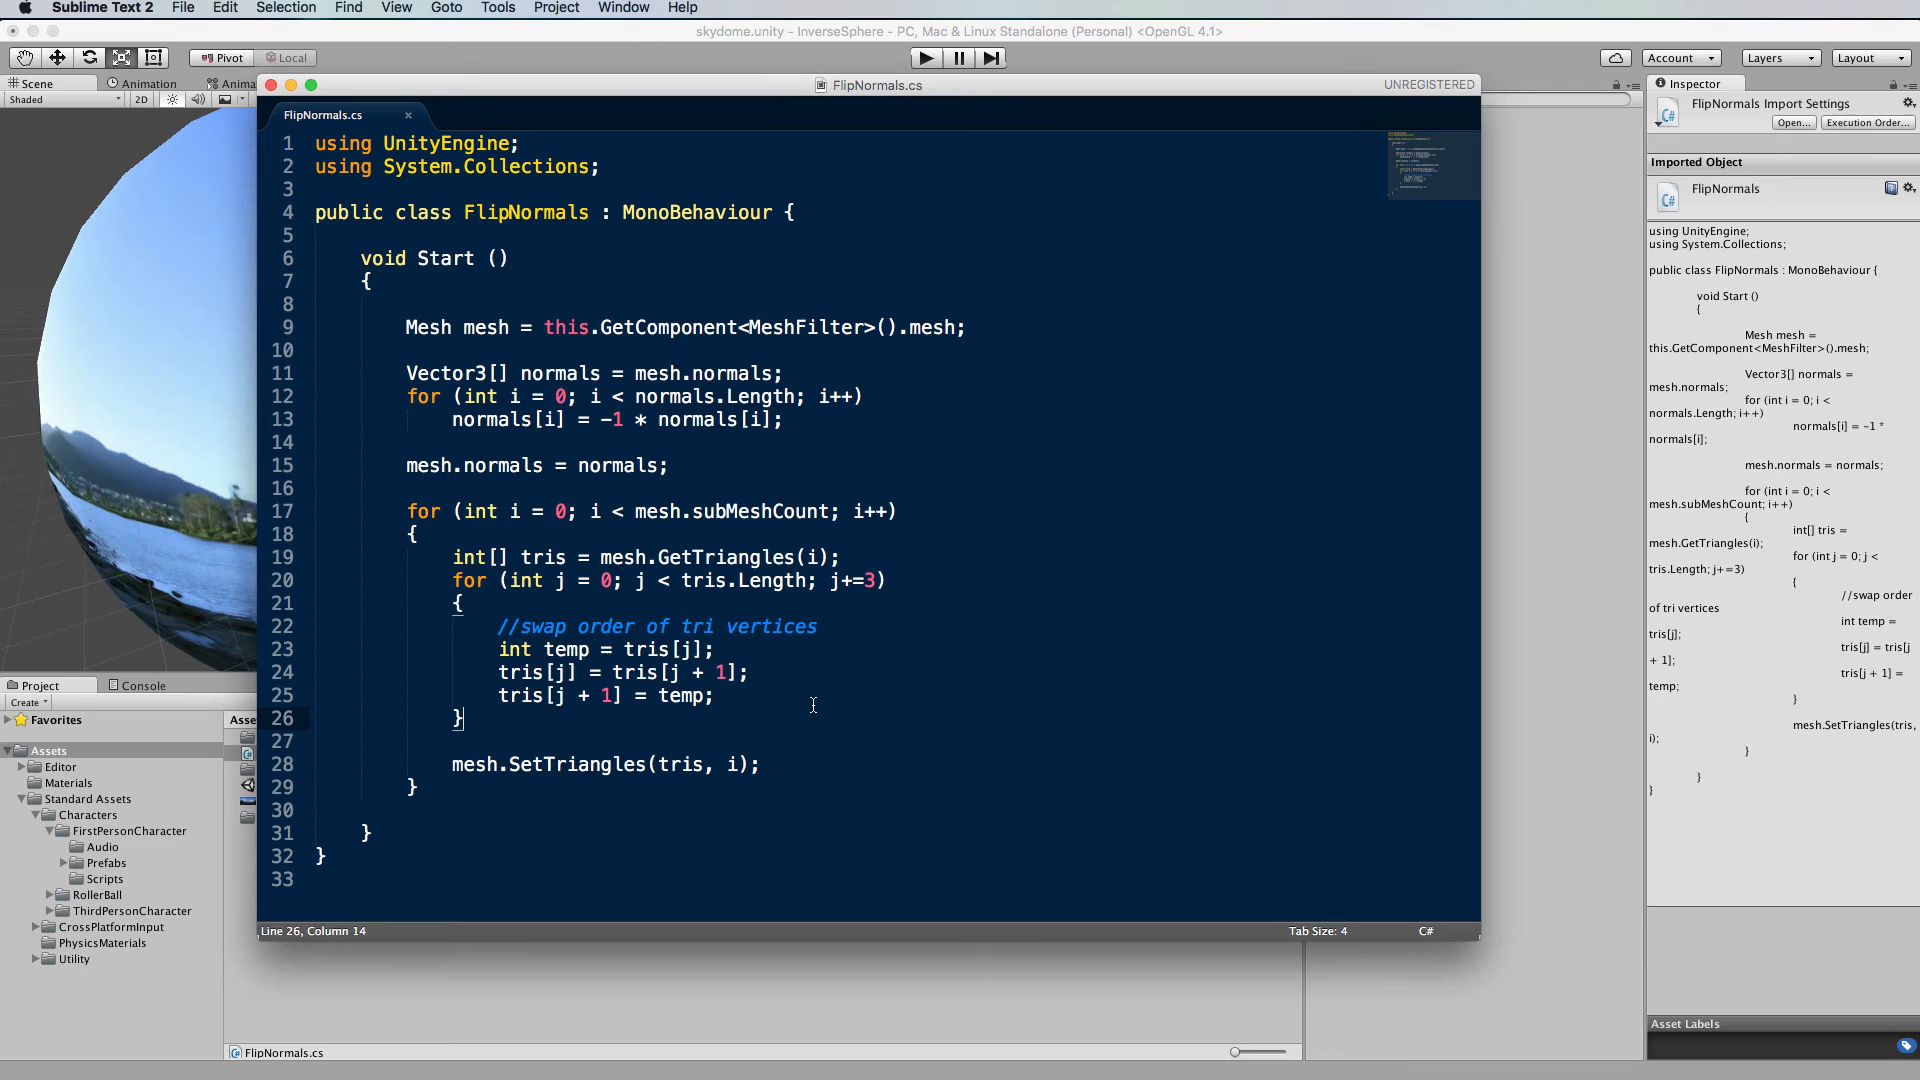 Sublime Text 2 File Edit Selection Find View Goto Tools Project Window Help
skydome.unity - InverseSphere - PC, Mac & Linux Standalone (Personal) <OpenGL 4.1>
Pivot Local Account Layers Layout
Scene Animation Anima
Shaded 2D
FlipNormals.cs UNREGISTERED
FlipNormals.cs ×
1 using UnityEngine;
2 using System.Collections;
3
4 public class FlipNormals : MonoBehaviour {
5
6 void Start ()
7 {
8
9 Mesh mesh = this.GetComponent<MeshFilter>().mesh;
10
11 Vector3[] normals = mesh.normals;
12 for (int i = 0; i < normals.Length; i++)
13 normals[i] = -1 * normals[i];
14
15 mesh.normals = normals;
16
17 for (int i = 0; i < mesh.subMeshCount; i++)
18 {
19 int[] tris = mesh.GetTriangles(i);
20 for (int j = 0; j < tris.Length; j+=3)
21 {
22 //swap order of tri vertices
23 int temp = tris[j];
24 tris[j] = tris[j + 1];
25 tris[j + 1] = temp;
26 }
27
28 mesh.SetTriangles(tris, i);
29 }
30
31 }
32 }
33
Line 26, Column 14 Tab Size: 4 C#
Project Console
Create
Favorites
Assets
Editor
Materials
Standard Assets
Characters
FirstPersonCharacter
Audio
Prefabs
Scripts
RollerBall
ThirdPersonCharacter
CrossPlatformInput
PhysicsMaterials
Utility
Asse
FlipNormals.cs
Inspector
C# FlipNormals Import Settings
Open... Execution Order...
Imported Object
C# FlipNormals
using UnityEngine;
using System.Collections;
public class FlipNormals : MonoBehaviour {
void Start ()
{
Mesh mesh =
this.GetComponent<MeshFilter>().mesh;
Vector3[] normals =
mesh.normals;
for (int i = 0; i <
normals.Length; i++)
normals[i] = -1 *
normals[i];
mesh.normals = normals;
for (int i = 0; i <
mesh.subMeshCount; i++)
{
int[] tris =
mesh.GetTriangles(i);
for (int j = 0; j <
tris.Length; j+=3)
{
//swap order
of tri vertices
int temp =
tris[j];
tris[j] = tris[j
+ 1];
tris[j + 1] =
temp;
}
mesh.SetTriangles(tris,
i);
}
}
}
Asset Labels